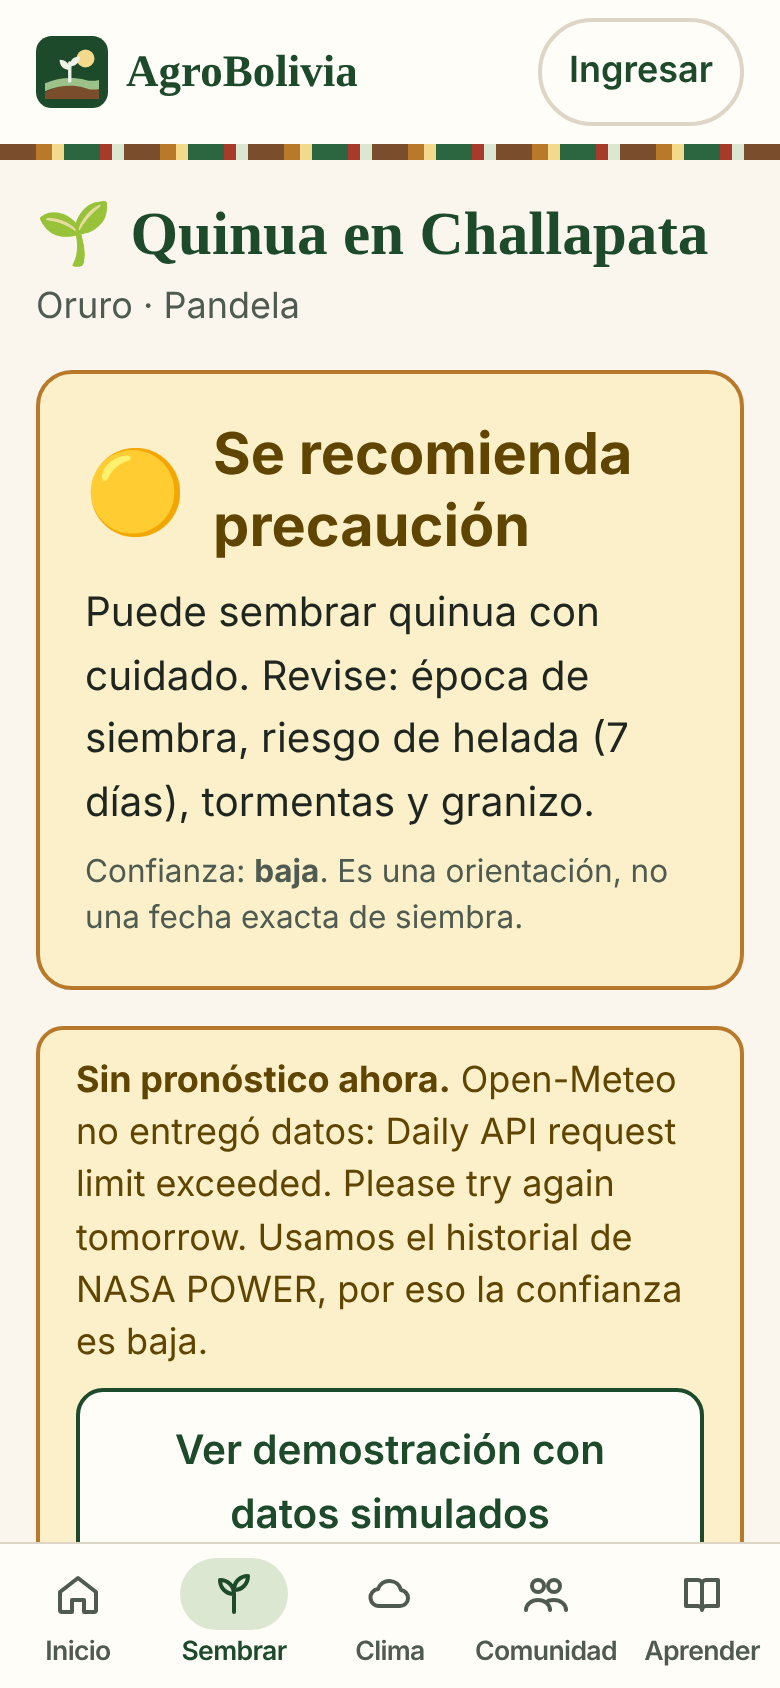 AgroBolivia
Ingresar
Quinua en Challapata
Oruro · Pandela
Se recomienda
precaución
Puede sembrar quinua con
cuidado. Revise: época de
siembra, riesgo de helada (7
días), tormentas y granizo.
Confianza: baja. Es una orientación, no
una fecha exacta de siembra.
Sin pronóstico ahora. Open-Meteo
no entregó datos: Daily API request
limit exceeded. Please try again
tomorrow. Usamos el historial de
NASA POWER, por eso la confianza
es baja.
Ver demostración con
datos simulados
Inicio
Sembrar
Clima
Comunidad
Aprender